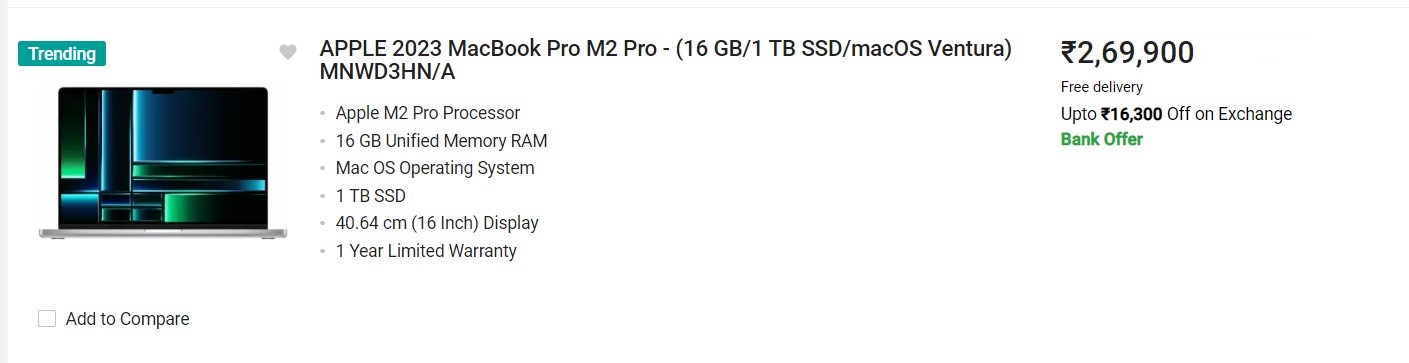 Trending
APPLE 2023 MacBook Pro M2 Pro - (16 GB/1 TB SSD/macOS Ventura)
MNWD3HN/A
Apple M2 Pro Processor
16 GB Unified Memory RAM
Mac OS Operating System
1 TB SSD
40.64 cm (16 Inch) Display
1 Year Limited Warranty
Add to Compare
₹2,69,900
Free delivery
Upto ₹16,300 Off on Exchange
Bank Offer